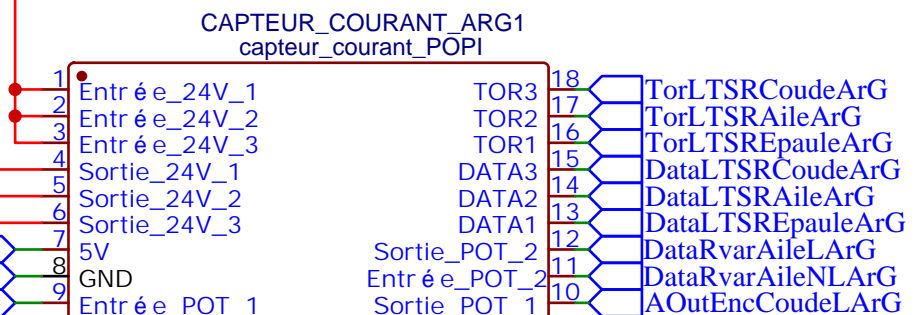 CAPTEUR_COURANT_ARG1
capteur_courant_POPI
1 Entrée_24V_1 TOR3 18 TorLTSRCoudeArG
2 Entrée_24V_2 TOR2 17 TorLTSRAileArG
3 Entrée_24V_3 TOR1 16 TorLTSREpauleArG
4 Sortie_24V_1 DATA3 15 DataLTSRCoudeArG
5 Sortie_24V_2 DATA2 14 DataLTSRAileArG
6 Sortie_24V_3 DATA1 13 DataLTSREpauleArG
7 5V Sortie_POT_2 12 DataRvarAileLArG
8 GND Entrée_POT_2 11 DataRvarAileNLArG
9 Entrée_POT_1 Sortie_POT_1 10 AOutEncCoudeLArG